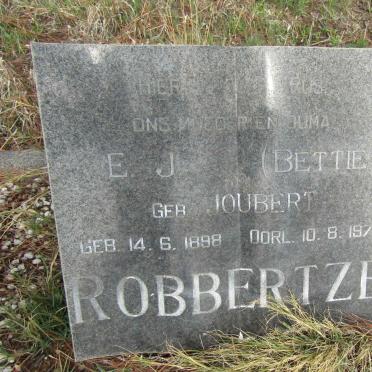 HIER RUS
ONS MOEDER EN OUMA
E J (BETTIE
GEB JOUBERT
GEB. 14. 6. 1898 OORL. 10. 8. 197
ROBBERTZE